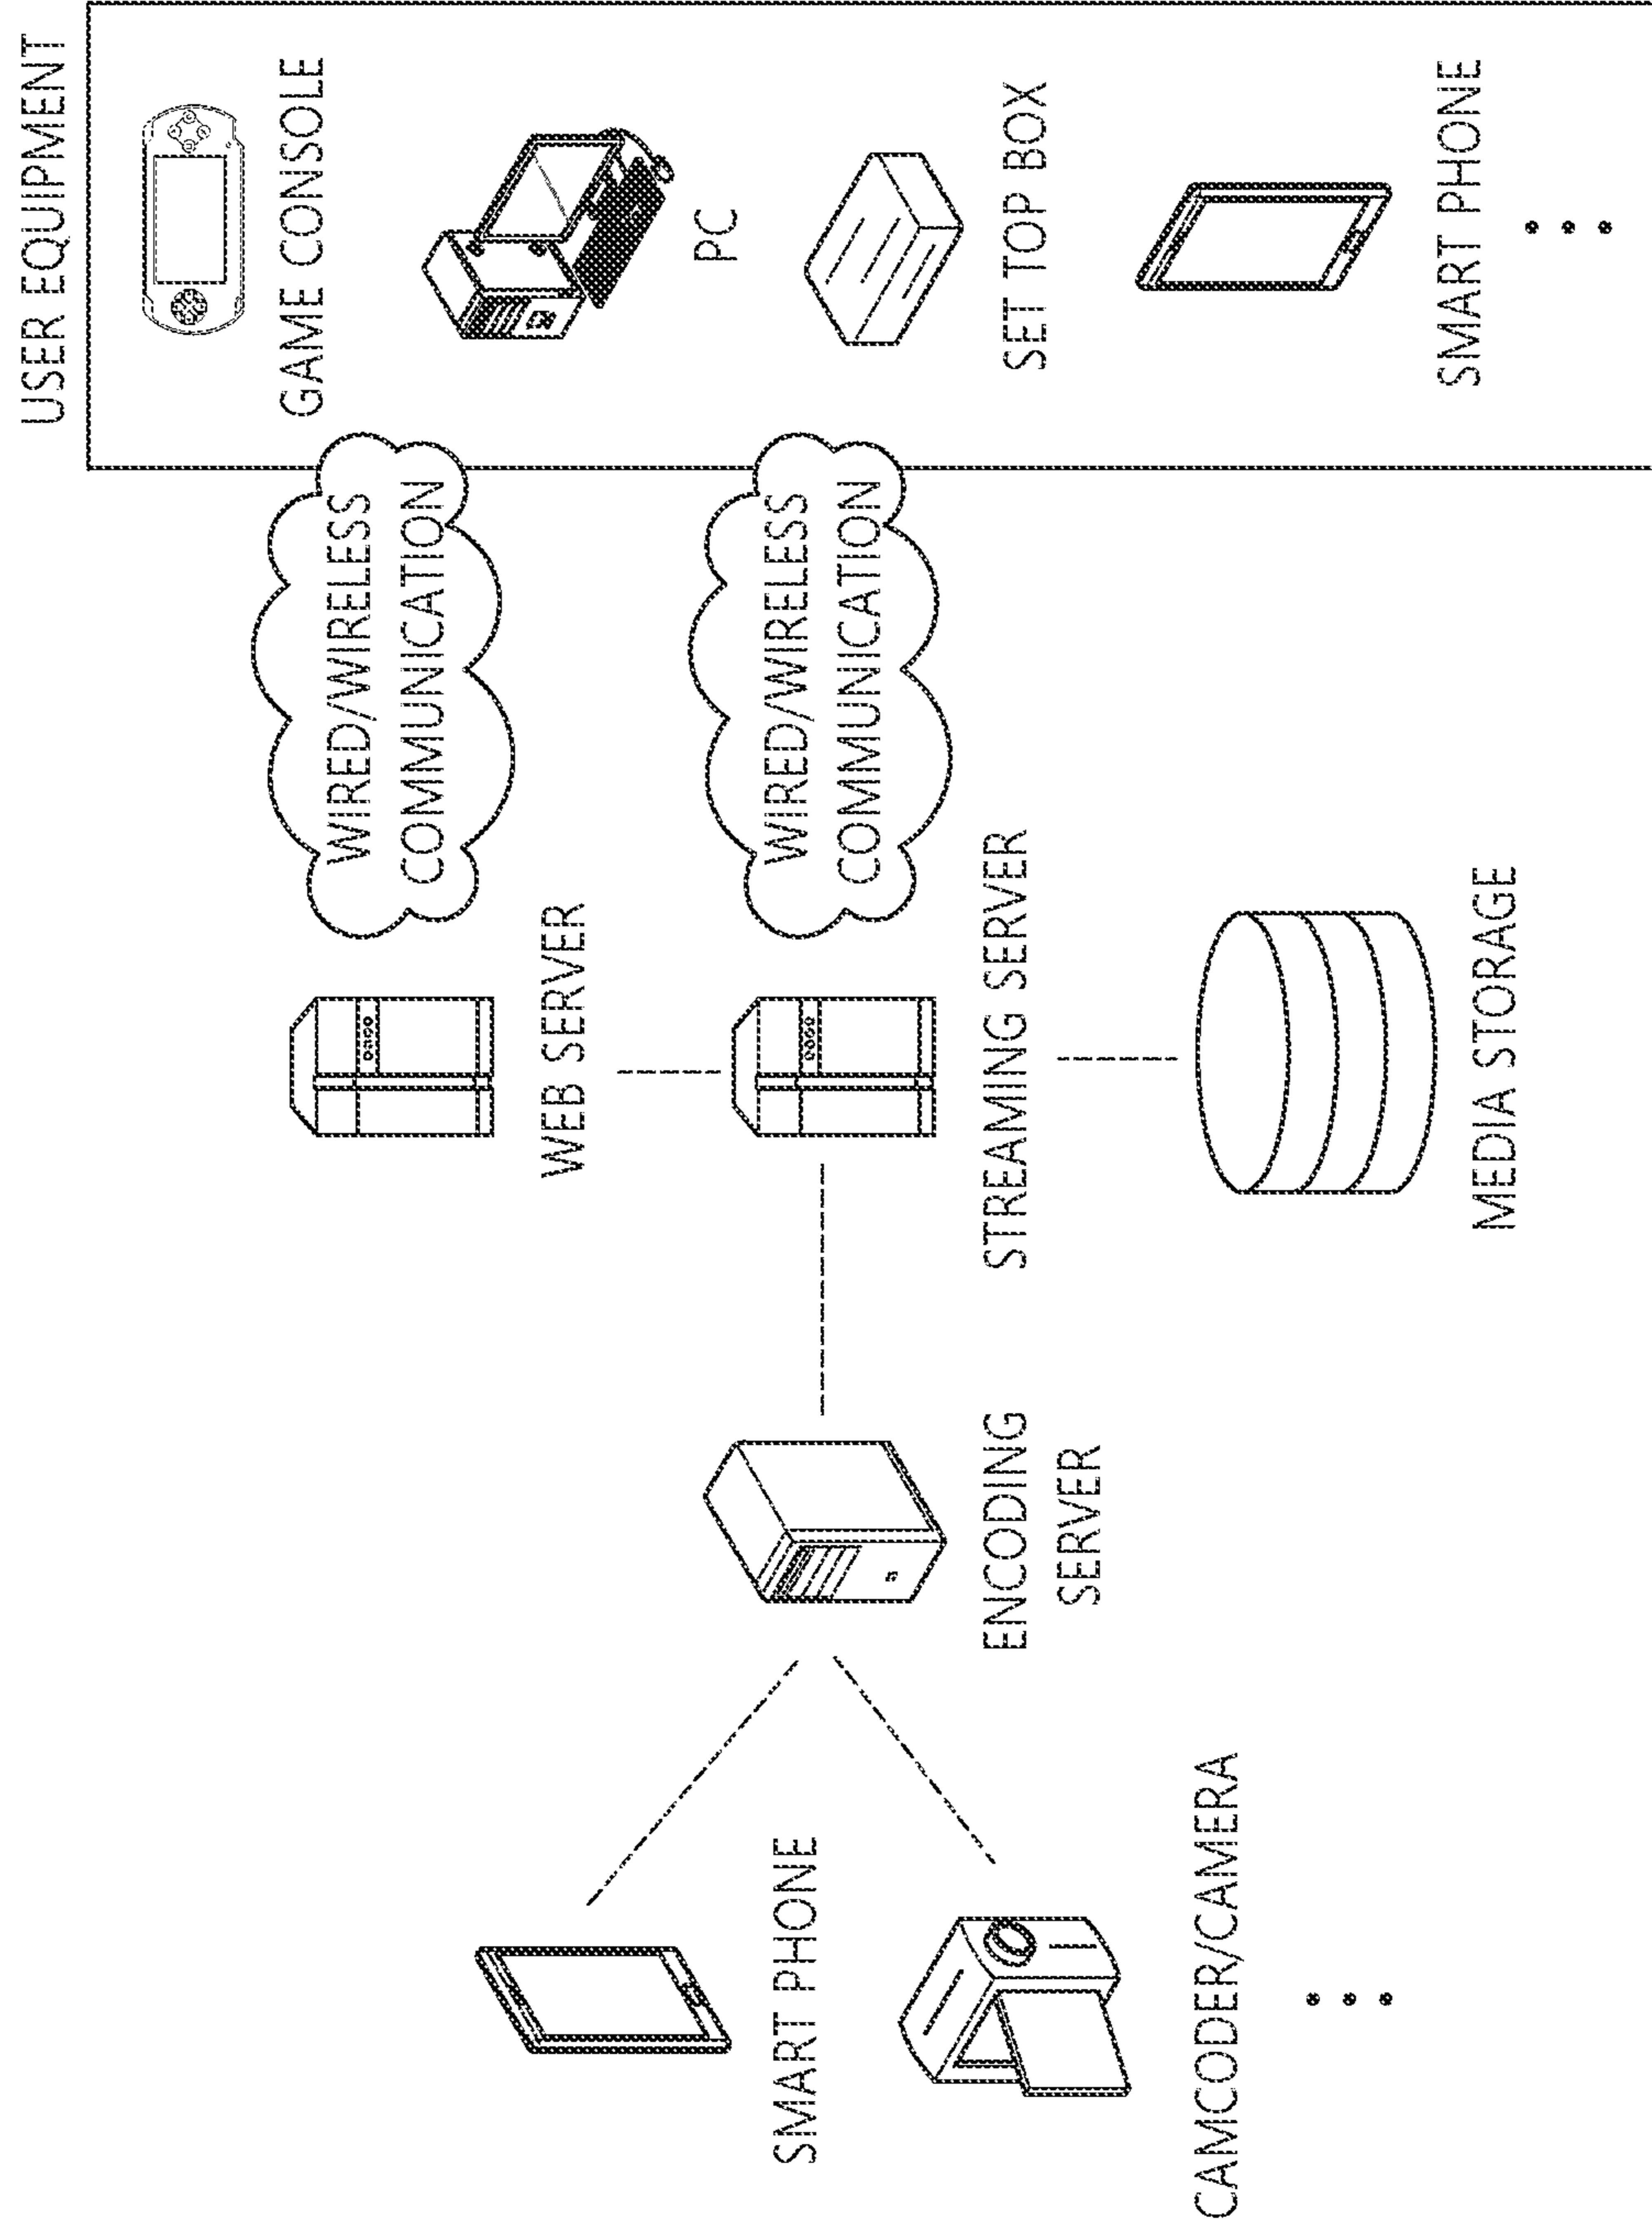 USER EQUIPMENT
GAME CONSOLE
PC
SET TOP BOX
SMART PHONE
WIRED/WIRELESS
COMMUNICATION
WIRED/WIRELESS
COMMUNICATION
WEB SERVER
STREAMING SERVER
MEDIA STORAGE
ENCODING
SERVER
SMART PHONE
CAMCODER/CAMERA